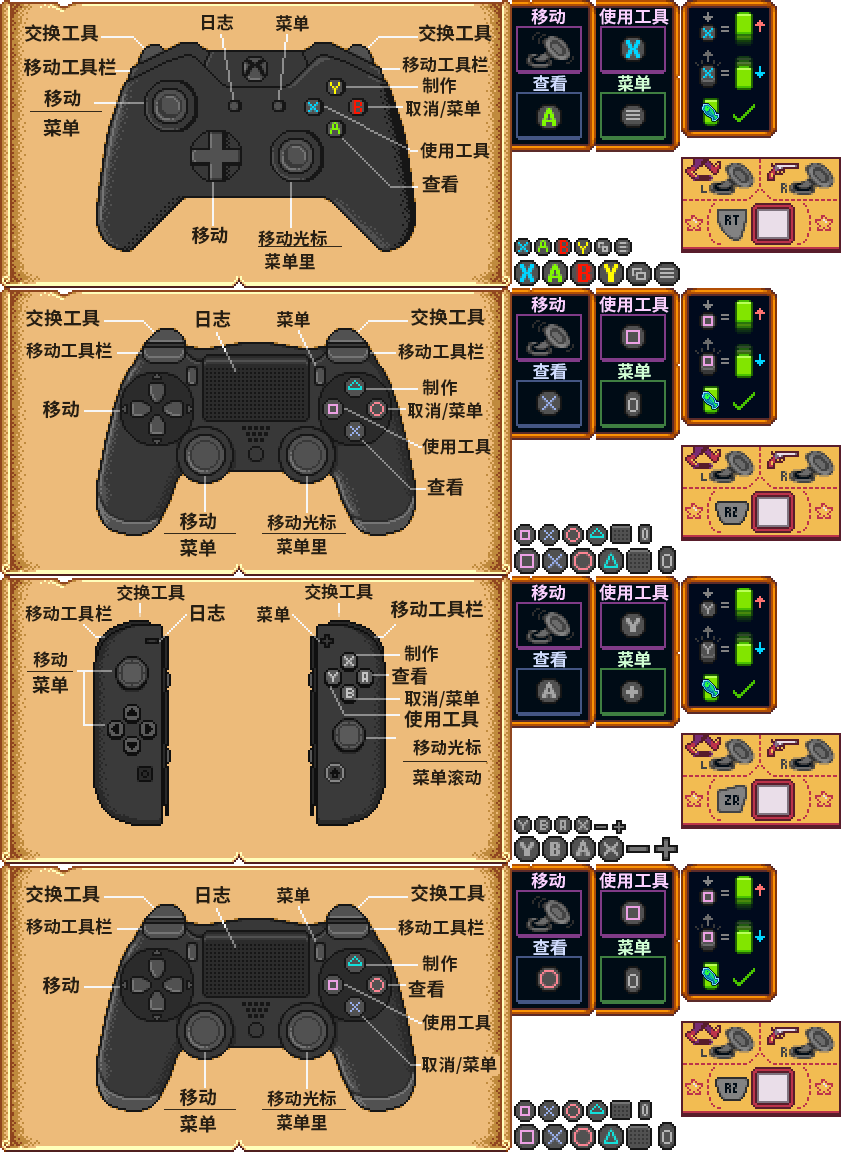 日志
菜单
交换工具
交换工具
移动工具栏
移动工具栏
移动
菜单
Y
制作
X
B
取消/菜单
A
使用工具
查看
移动
移动光标
菜单里
移动
使用工具
X
查看
菜单
A
X
=
X
=
L
R
RT
X A B Y
X A B Y
交换工具
日志
菜单
交换工具
移动工具栏
移动工具栏
制作
移动
取消/菜单
使用工具
查看
移动
菜单
移动光标
菜单里
移动
使用工具
查看
菜单
=
=
L
R
R2
交换工具
交换工具
移动工具栏
日志
菜单
移动工具栏
移动
菜单
X
制作
Y
A
查看
B
取消/菜单
使用工具
移动光标
菜单滚动
移动
使用工具
Y
查看
菜单
A
+
Y
=
Y
=
L
R
ZR
Y B A X − +
Y B A X − +
交换工具
日志
菜单
交换工具
移动工具栏
移动工具栏
制作
移动
查看
使用工具
取消/菜单
移动
菜单
移动光标
菜单里
移动
使用工具
查看
菜单
=
=
L
R
R2